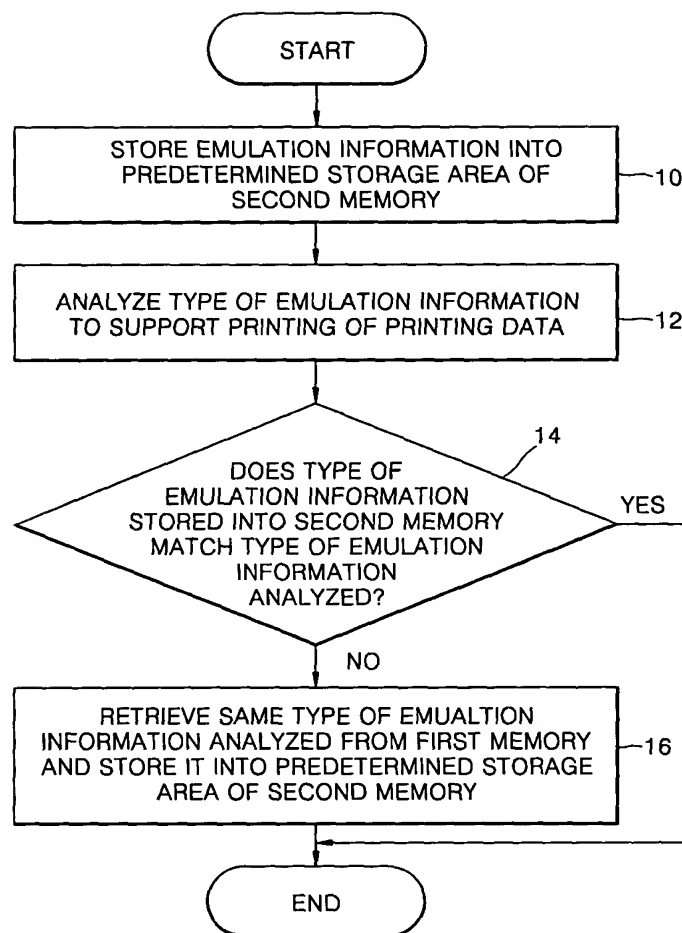 START
STORE EMULATION INFORMATION INTO
PREDETERMINED STORAGE AREA OF
SECOND MEMORY
10
ANALYZE TYPE OF EMULATION INFORMATION
TO SUPPORT PRINTING OF PRINTING DATA
12
14
DOES TYPE OF
EMULATION INFORMATION
STORED INTO SECOND MEMORY
MATCH TYPE OF EMULATION
INFORMATION
ANALYZED?
YES
NO
RETRIEVE SAME TYPE OF EMUALTION
INFORMATION ANALYZED FROM FIRST MEMORY
AND STORE IT INTO PREDETERMINED STORAGE
AREA OF SECOND MEMORY
16
END